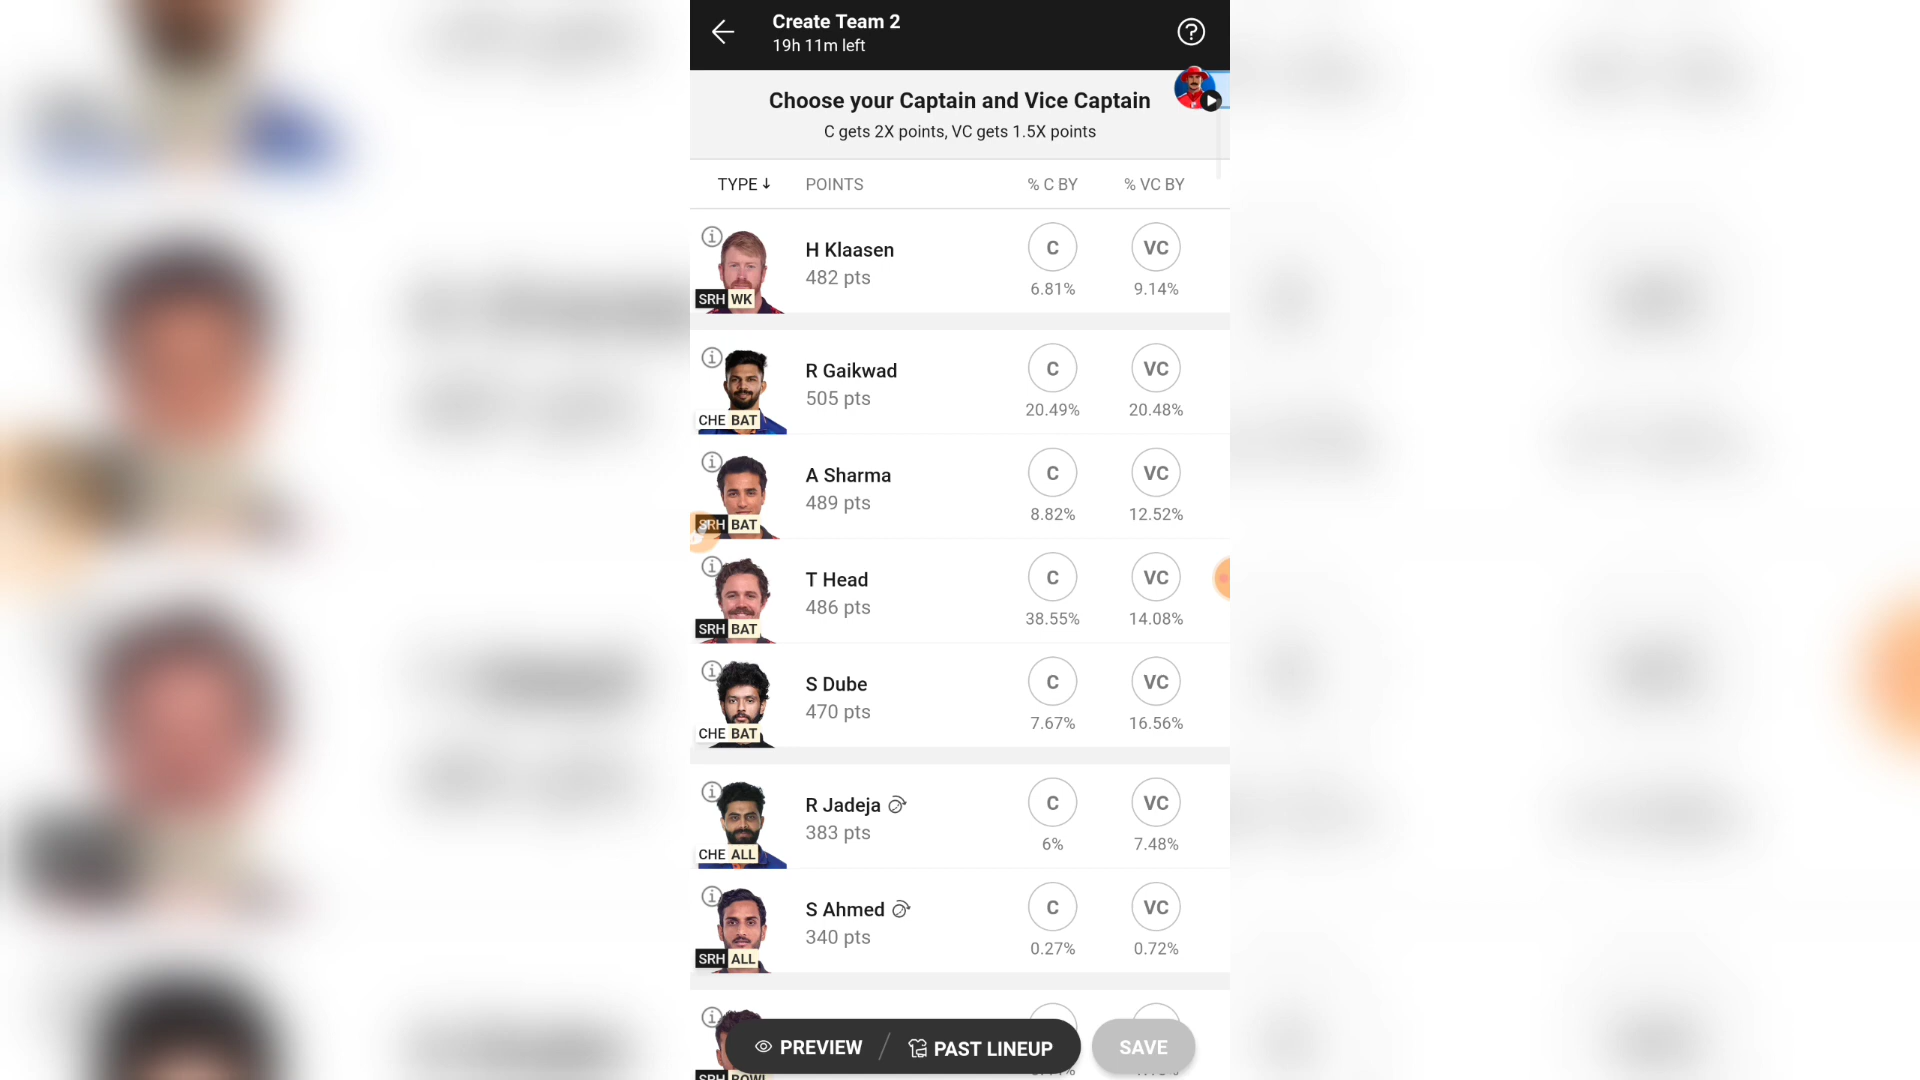 Create Team 2
19h 11m left
Choose your Captain and Vice Captain
C gets 2X points, VC gets 1.5X points
TYPE POINTS % C BY % VC BY
H Klaasen C VC
482 pts 6.81% 9.14%
SRH WK
R Gaikwad C VC
505 pts 20.49% 20.48%
CHE BAT
A Sharma C VC
489 pts 8.82% 12.52%
SRH BAT
T Head C VC
486 pts 38.55% 14.08%
SRH BAT
S Dube C VC
470 pts 7.67% 16.56%
CHE BAT
R Jadeja C VC
383 pts 6% 7.48%
CHE ALL
S Ahmed C VC
340 pts 0.27% 0.72%
SRH ALL
PREVIEW / PAST LINEUP SAVE
SRH BOWL